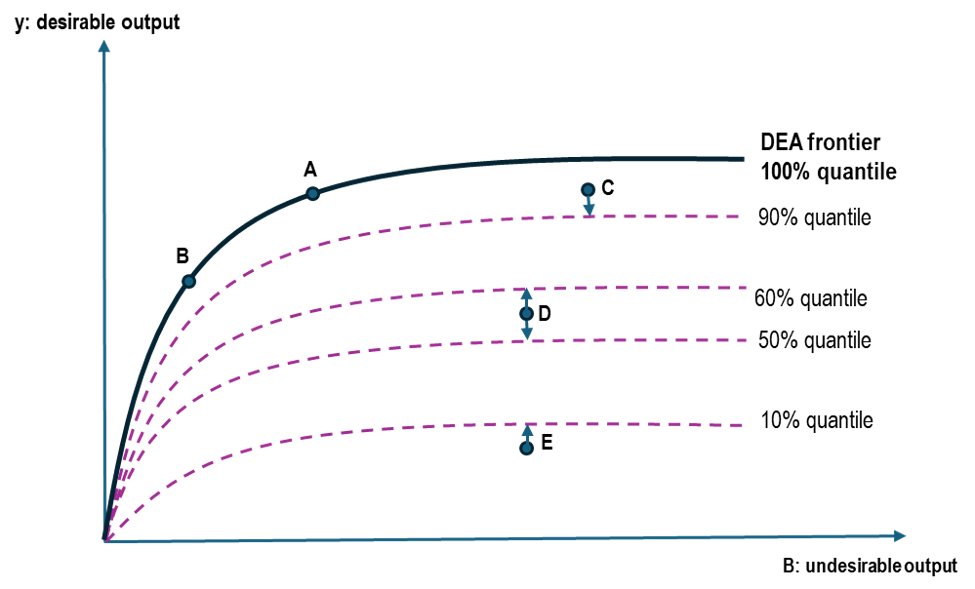 y: desirable output
DEA frontier
100% quantile
A
C
90% quantile
B
60% quantile
D
50% quantile
10% quantile
E
B: undesirable output